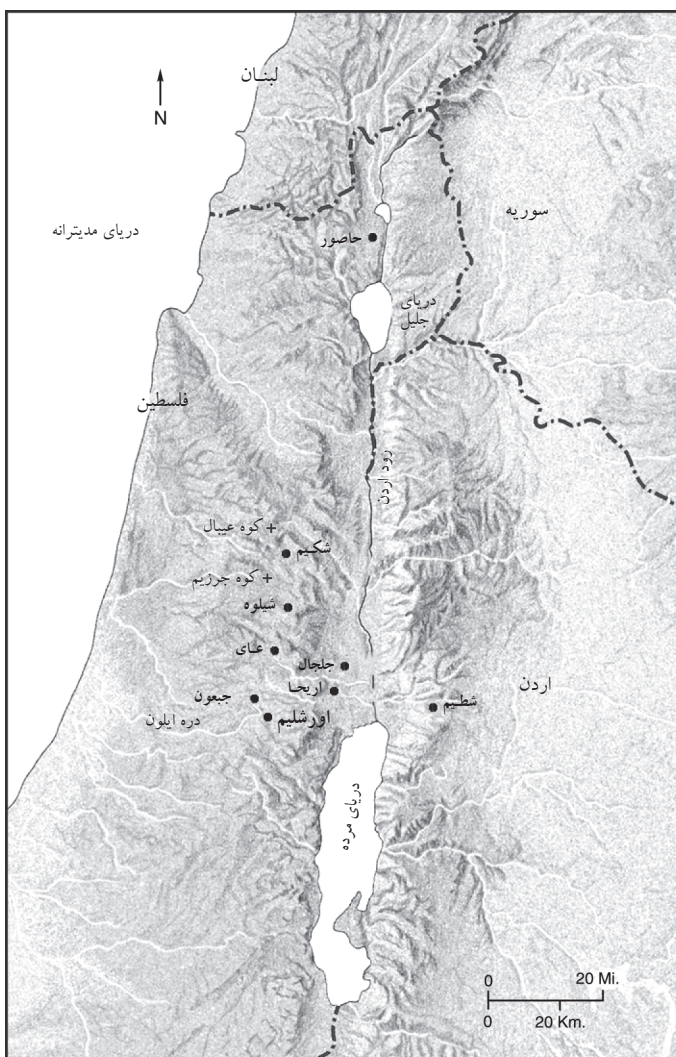 لبنان
N
سوریه
دریای مدیترانه
حاصور
دریای
جلیل
فلسطین
رود اردن
کوه عیبال +
شکیم
کوه جرزیم +
شیلوه
عای
جلجال
اریحا
جبعون
شطیم
اردن
اورشلیم
دره ایلون
دریای مرده
0 20 Mi.
0 20 Km.